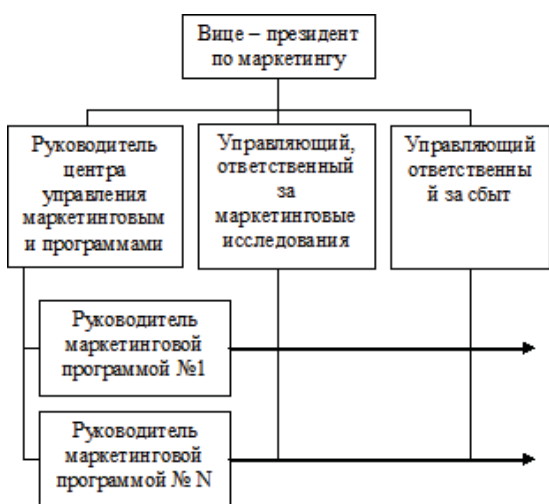 Вице – президент
по маркетингу
Руководитель
центра
управления
маркетинговым
и программами
Управляющий,
ответственный
за
маркетинговые
исследования
Управляющий
ответственны
й за сбыт
Руководитель
маркетинговой
программой №1
Руководитель
маркетинговой
программой № N